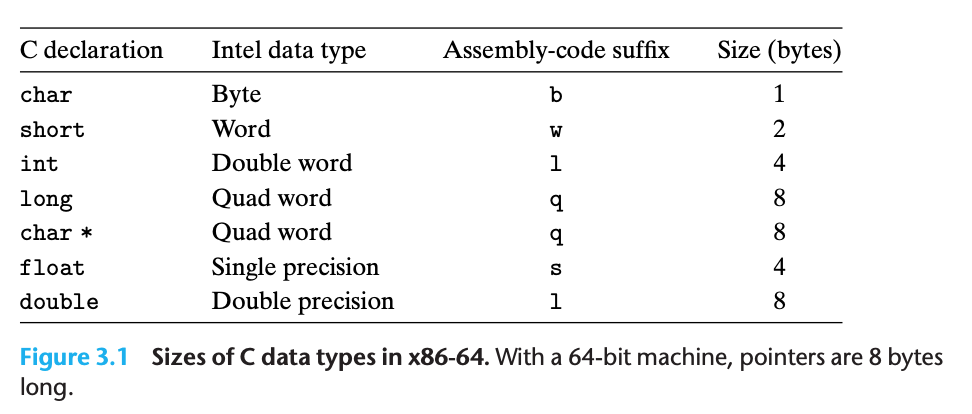 C declaration Intel data type Assembly-code suffix Size (bytes)
char Byte b 1
short Word w 2
int Double word l 4
long Quad word q 8
char * Quad word q 8
float Single precision s 4
double Double precision l 8
Figure 3.1 Sizes of C data types in x86-64. With a 64-bit machine, pointers are 8 bytes
long.